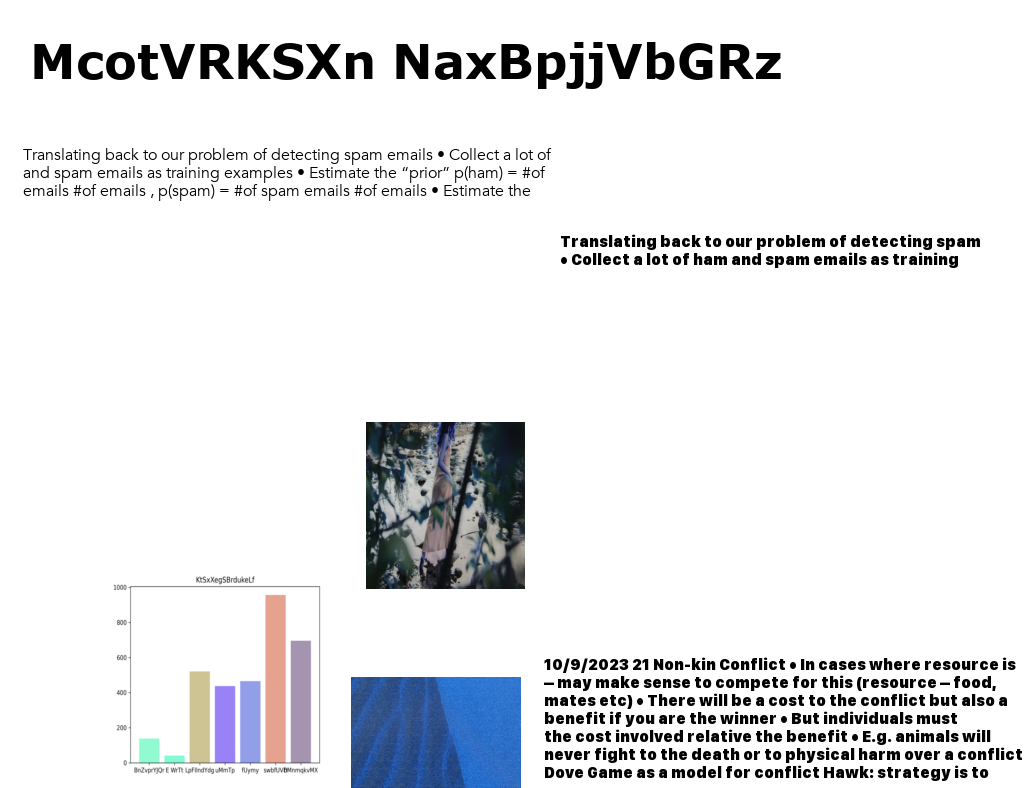 McotVRKSXn NaxBpjjVbGRz
Translating back to our problem of detecting spam emails • Collect a lot of
and spam emails as training examples • Estimate the “prior” p(ham) = #of
emails #of emails , p(spam) = #of spam emails #of emails • Estimate the
Translating back to our problem of detecting spam
• Collect a lot of ham and spam emails as training
KtSxXegSBrdukeLf
1000
800
600
400
200
0
E WrTt uMmTp fUymy
10/9/2023 21 Non-kin Conflict • In cases where resource is
– may make sense to compete for this (resource – food,
mates etc) • There will be a cost to the conflict but also a
benefit if you are the winner • But individuals must
the cost involved relative the benefit • E.g. animals will
never fight to the death or to physical harm over a conflict
Dove Game as a model for conflict Hawk: strategy is to